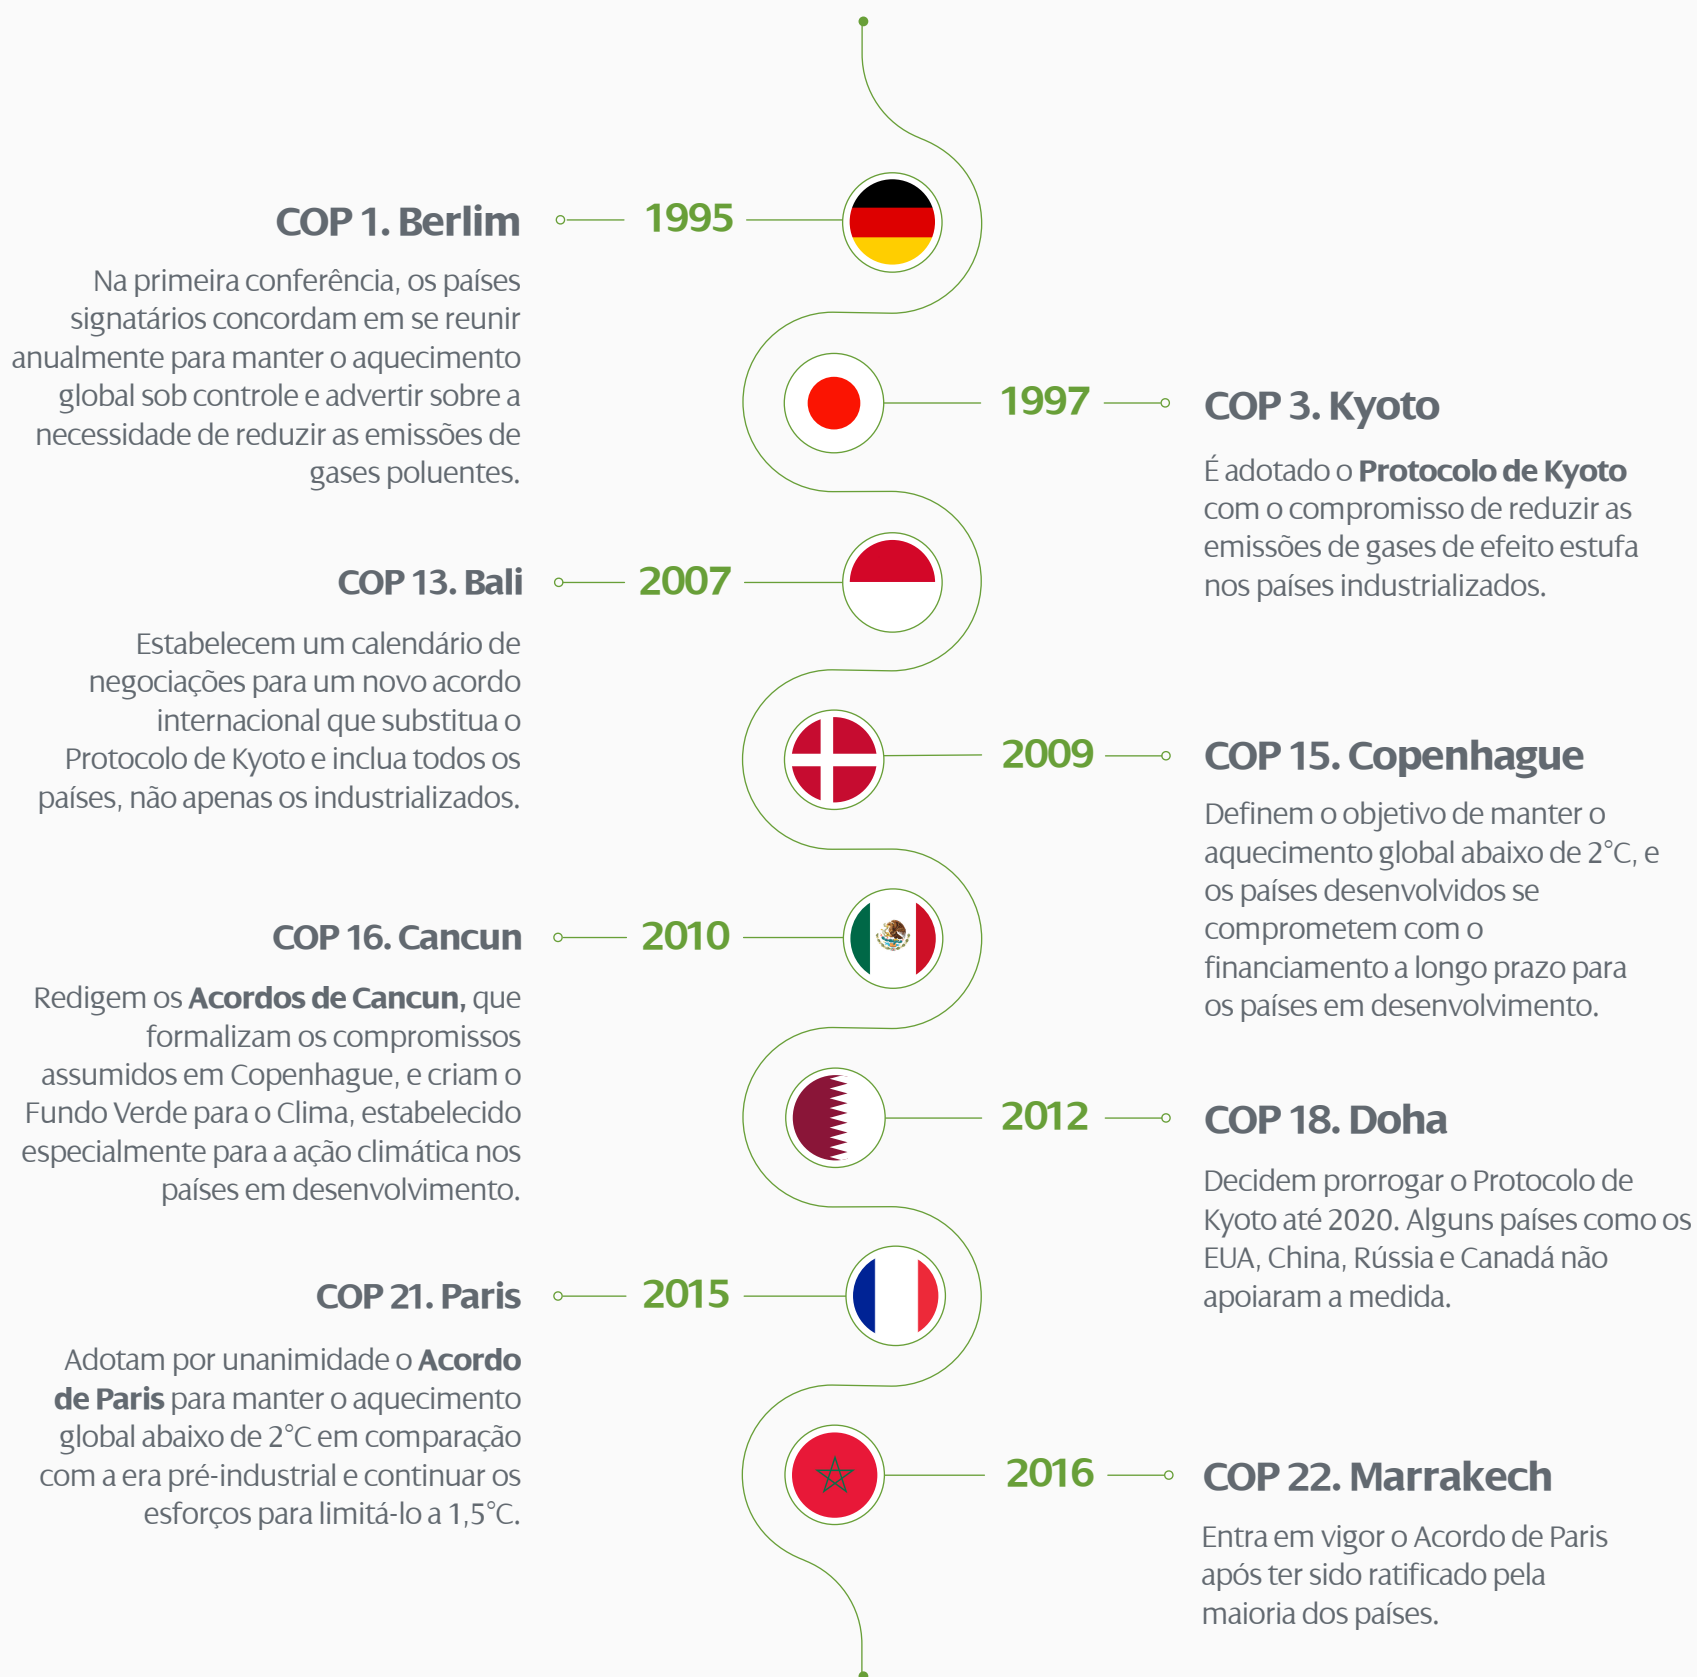 COP 1. Berlim
1995
Na primeira conferência, os países
signatários concordam em se reunir
anualmente para manter o aquecimento
global sob controle e advertir sobre a
necessidade de reduzir as emissões de
gases poluentes.
1997
COP 3. Kyoto
É adotado o Protocolo de Kyoto
com o compromisso de reduzir as
emissões de gases de efeito estufa
nos países industrializados.
COP 13. Bali
2007
Estabelecem um calendário de
negociações para um novo acordo
internacional que substitua o
Protocolo de Kyoto e inclua todos os
países, não apenas os industrializados.
2009
COP 15. Copenhague
Definem o objetivo de manter o
aquecimento global abaixo de 2°C, e
os países desenvolvidos se
comprometem com o
financiamento a longo prazo para
os países em desenvolvimento.
COP 16. Cancun
2010
Redigem os Acordos de Cancun, que
formalizam os compromissos
assumidos em Copenhague, e criam o
Fundo Verde para o Clima, estabelecido
especialmente para a ação climática nos
países em desenvolvimento.
2012
COP 18. Doha
Decidem prorrogar o Protocolo de
Kyoto até 2020. Alguns países como os
EUA, China, Rússia e Canadá não
apoiaram a medida.
COP 21. Paris
2015
Adotam por unanimidade o Acordo
de Paris para manter o aquecimento
global abaixo de 2°C em comparação
com a era pré-industrial e continuar os
esforços para limitá-lo a 1,5°C.
2016
COP 22. Marrakech
Entra em vigor o Acordo de Paris
após ter sido ratificado pela
maioria dos países.